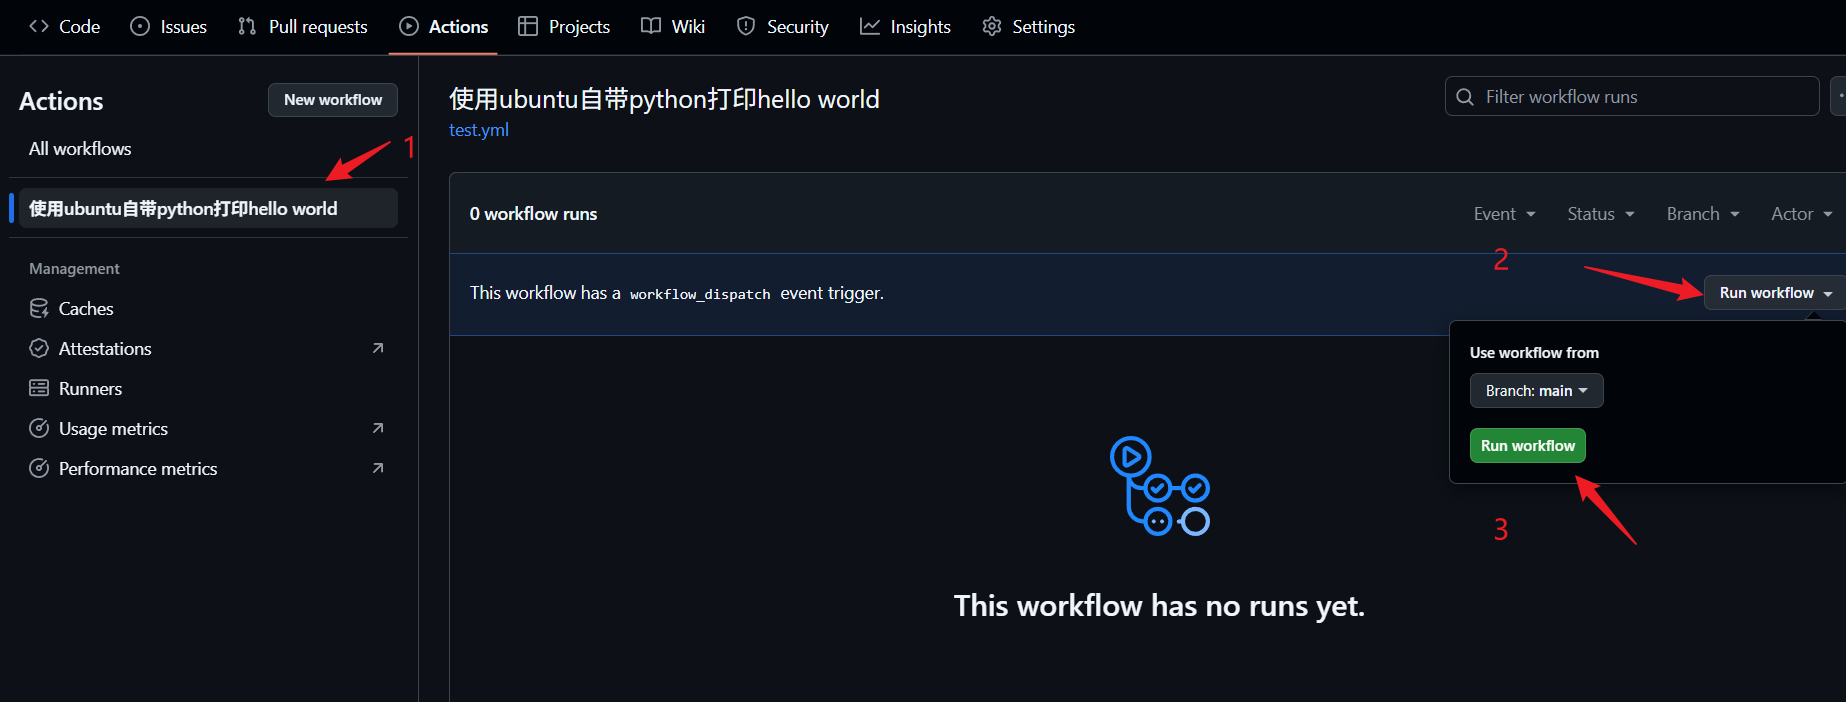 Code Issues Pull requests Actions Projects Wiki Security Insights Settings
Actions
New workflow
All workflows
1
使用ubuntu自带python打印hello world
Management
Caches
Attestations
Runners
Usage metrics
Performance metrics
使用ubuntu自带python打印hello world
test.yml
Filter workflow runs
0 workflow runs
Event Status Branch Actor
2
This workflow has a workflow_dispatch event trigger.
Run workflow
Use workflow from
Branch: main
Run workflow
3
This workflow has no runs yet.